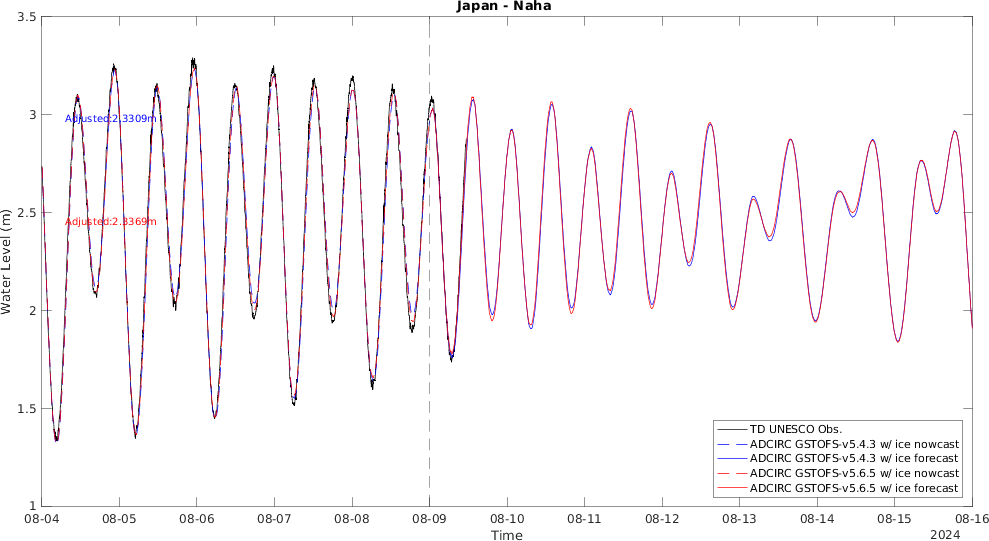 Japan - Naha
3.5
3
2.5
2
1.5
1
Water Level (m)
Adjusted:2.3309m
Adjusted:2.3369m
TD UNESCO Obs.
ADCIRC GSTOFS-v5.4.3 w/ ice nowcast
ADCIRC GSTOFS-v5.4.3 w/ ice forecast
ADCIRC GSTOFS-v5.6.5 w/ ice nowcast
ADCIRC GSTOFS-v5.6.5 w/ ice forecast
08-04 08-05 08-06 08-07 08-08 08-09 08-10 08-11 08-12 08-13 08-14 08-15 08-16
Time
2024